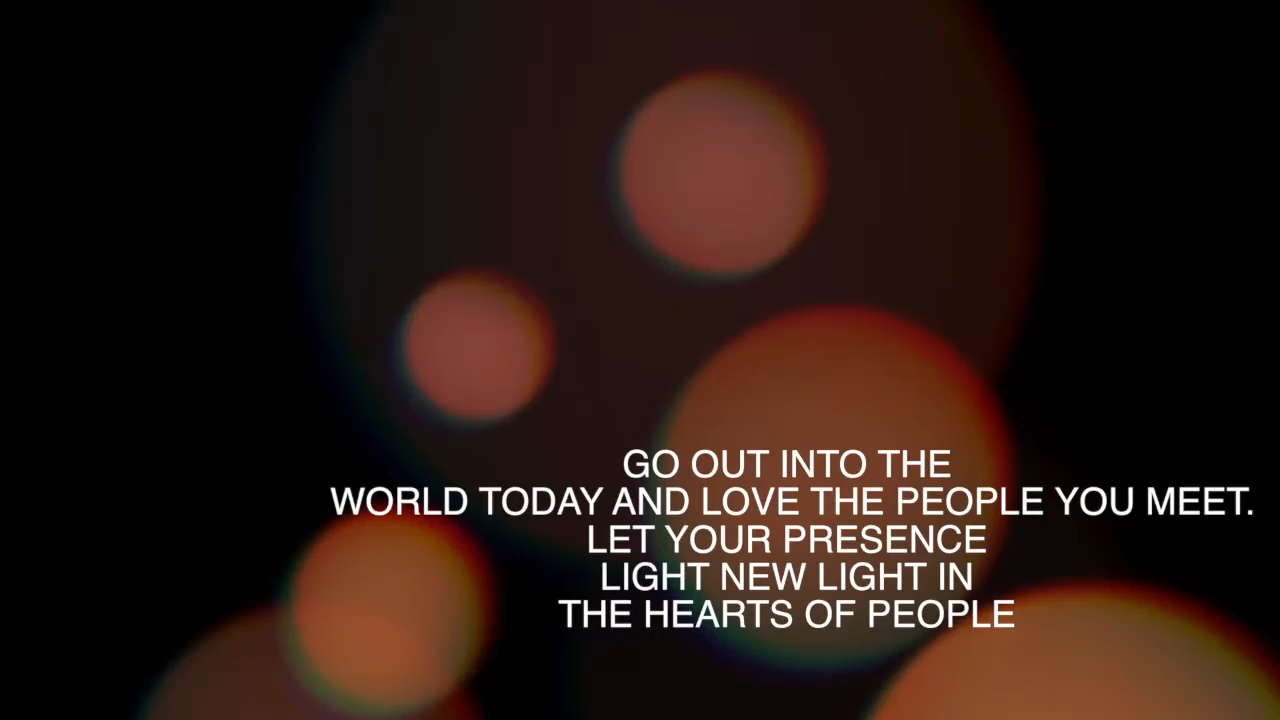 GO OUT INTO THE
WORLD TODAY AND LOVE THE PEOPLE YOU MEET.
LET YOUR PRESENCE
LIGHT NEW LIGHT IN
THE HEARTS OF PEOPLE